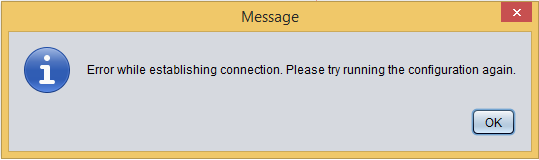 Message
Error while establishing connection. Please try running the configuration again.
OK